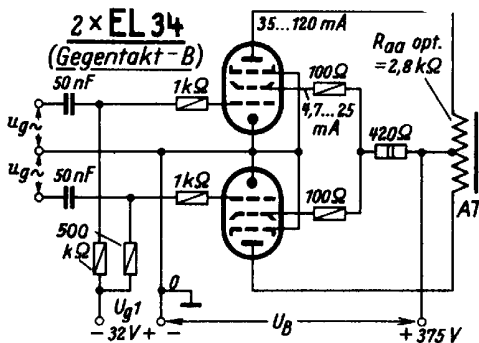 2 × EL 34
(Gegentakt-B)
35...120 mA
Raa opt.
= 2,8 kΩ
50 nF
1 kΩ
100 Ω
4,7...25
mA
420 Ω
ug~
ug~
50 nF
1 kΩ
100 Ω
AT
500
kΩ
Ug1
0
- 32 V +
-
UB
+ 375 V